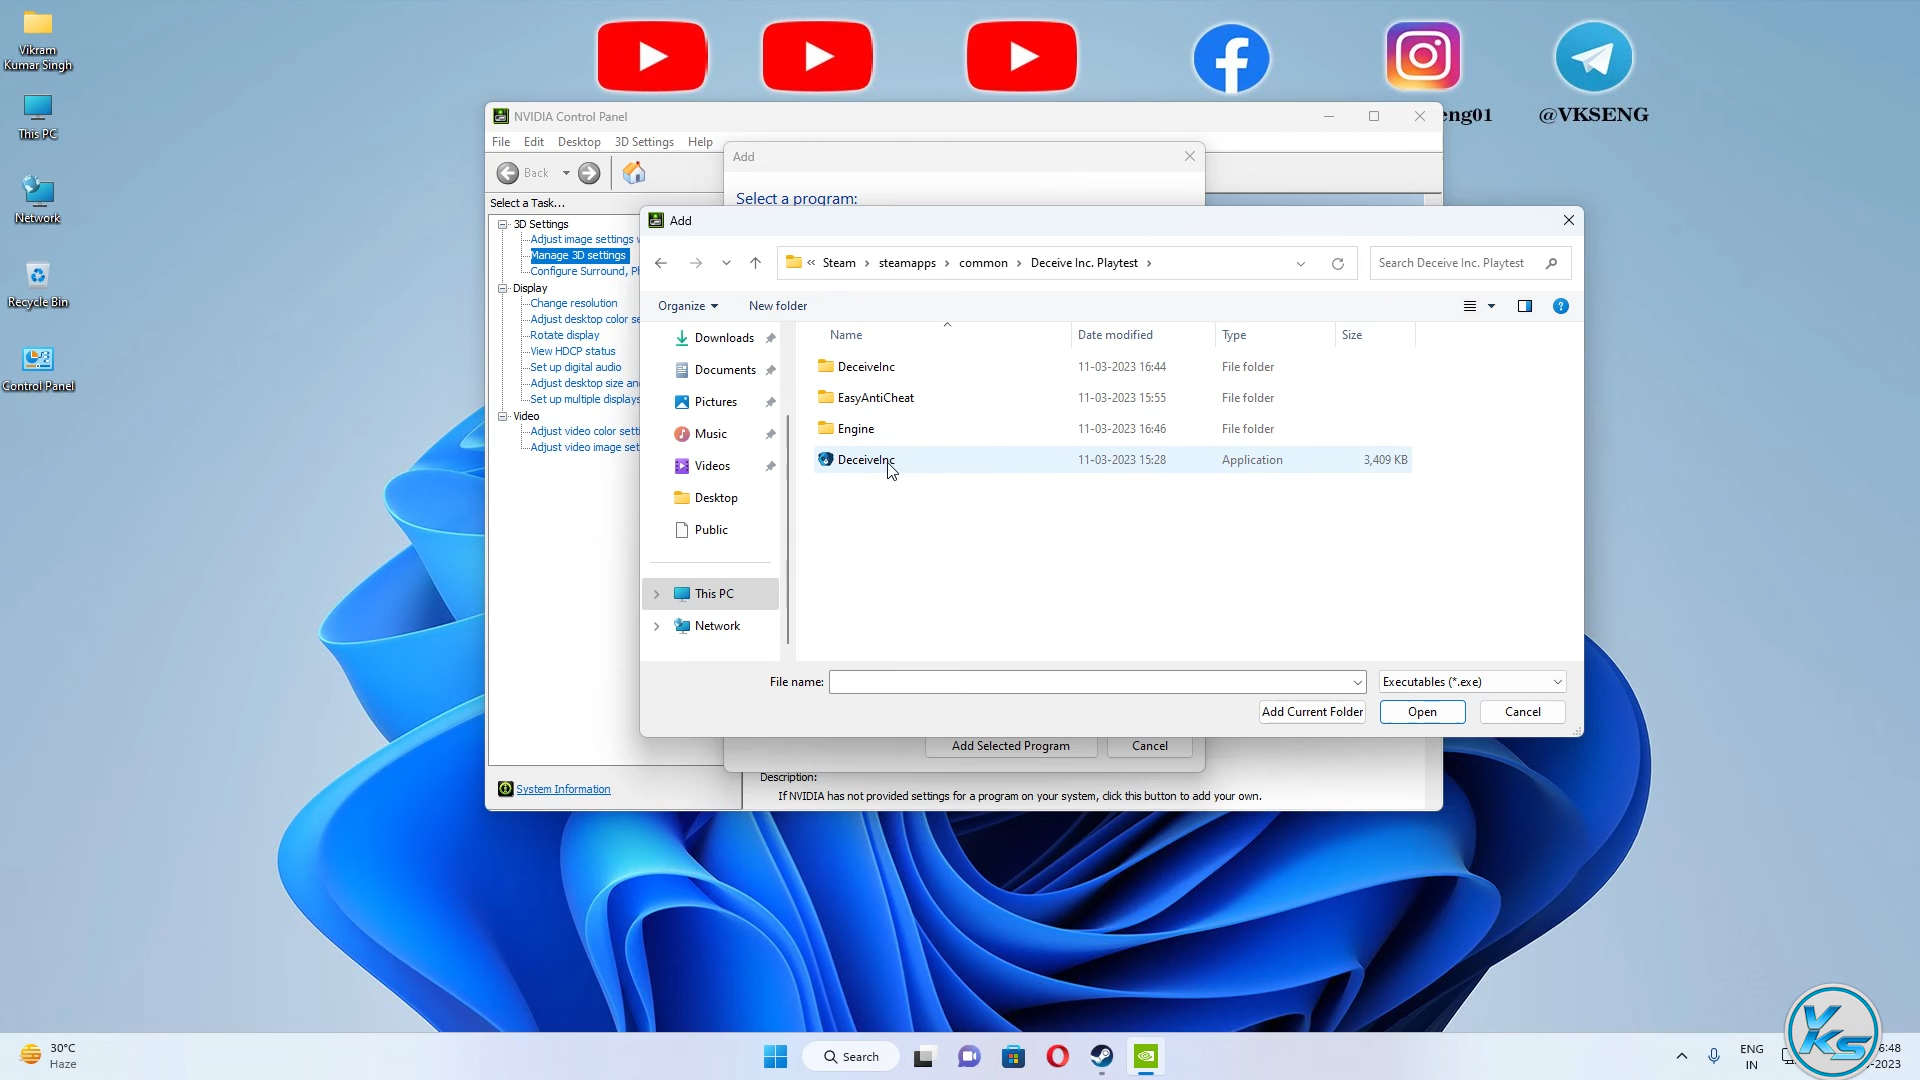 Vikram
Kumar Singh
This PC
Network
Recycle Bin
Control Panel
eng01
@VKSENG
NVIDIA Control Panel
File Edit Desktop 3D Settings Help
Back
Select a Task...
3D Settings
Adjust image settings
Manage 3D settings
Configure Surround, Ph
Display
Change resolution
Adjust desktop color se
Rotate display
View HDCP status
Set up digital audio
Adjust desktop size an
Set up multiple displays
Video
Adjust video color sett
Adjust video image set
System Information
Add
Select a program:
Add
« Steam › steamapps › common › Deceive Inc. Playtest ›
Search Deceive Inc. Playtest
Organize New folder
Downloads
Documents
Pictures
Music
Videos
Desktop
Public
This PC
Network
Name Date modified Type Size
DeceiveInc 11-03-2023 16:44 File folder
EasyAntiCheat 11-03-2023 15:55 File folder
Engine 11-03-2023 16:46 File folder
DeceiveInc 11-03-2023 15:28 Application 3,409 KB
File name: Executables (*.exe)
Add Current Folder Open Cancel
Add Selected Program Cancel
Description:
If NVIDIA has not provided settings for a program on your system, click this button to add your own.
30°C
Haze
Search
ENG
IN
6:48
-2023
VKS